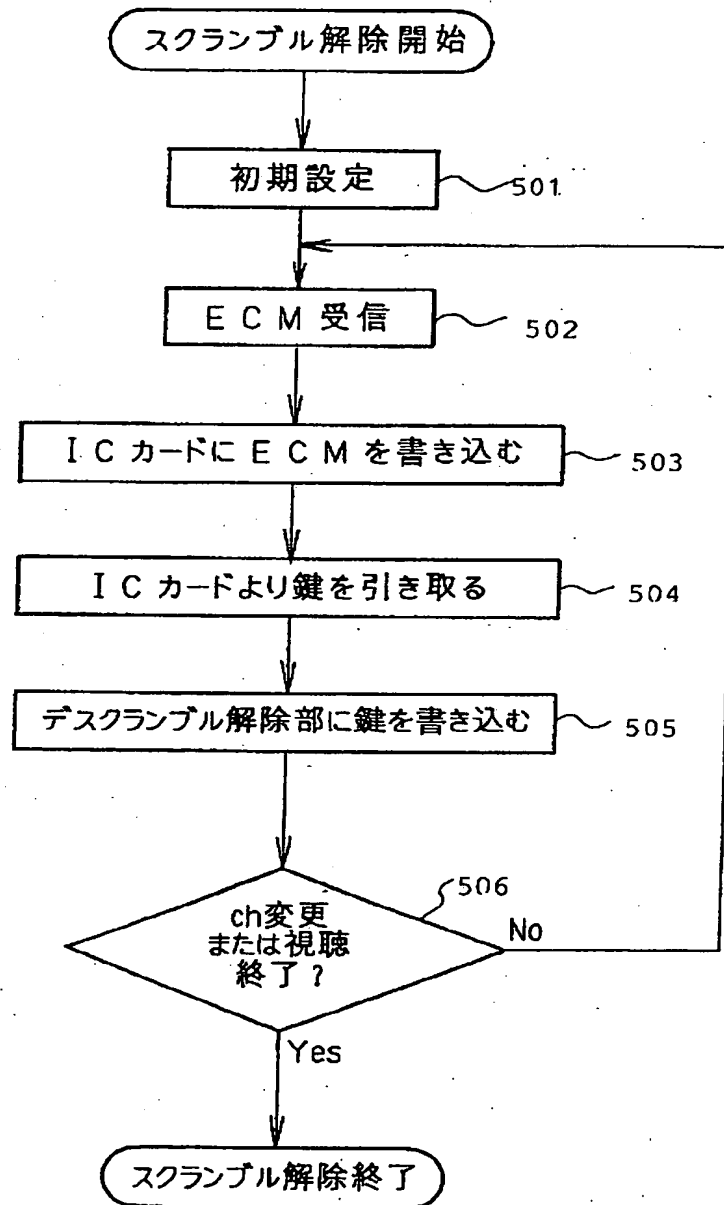 スクランブル解除開始
初期設定
501
ECM受信
502
ICカードにECMを書き込む
503
ICカードより鍵を引き取る
504
デスクランブル解除部に鍵を書き込む
505
506
ch変更
または視聴
終了?
No
Yes
スクランブル解除終了